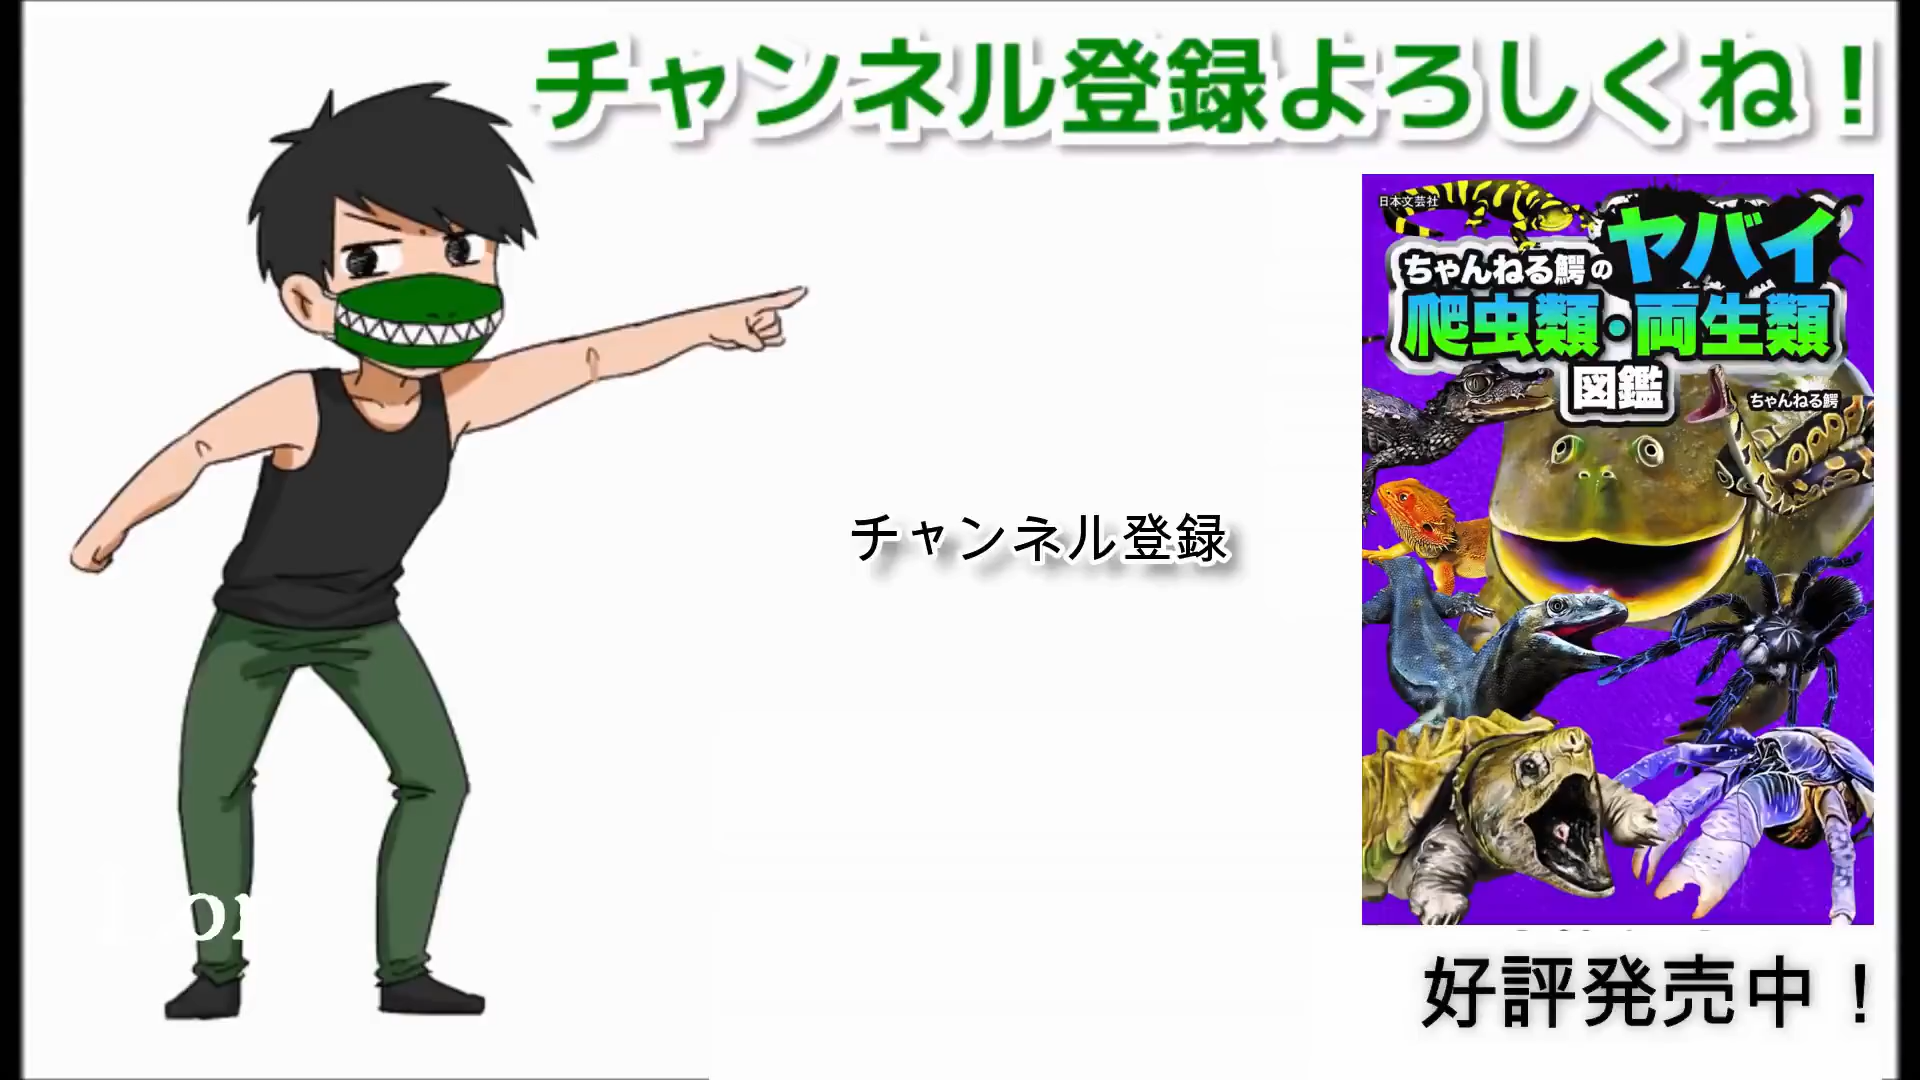 チャンネル登録よろしくね！
日本文芸社
ちゃんねる鰐の
ヤバイ
爬虫類・両生類
図鑑
ちゃんねる鰐
チャンネル登録
好評発売中！